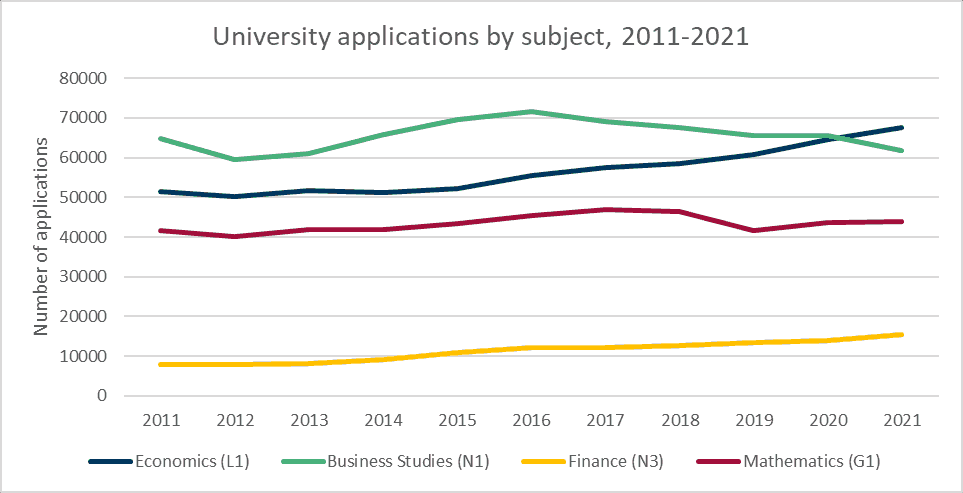 University applications by subject, 2011-2021
Number of applications
80000
70000
60000
50000
40000
30000
20000
10000
0
2011 2012 2013 2014 2015 2016 2017 2018 2019 2020 2021
Economics (L1) Business Studies (N1) Finance (N3) Mathematics (G1)